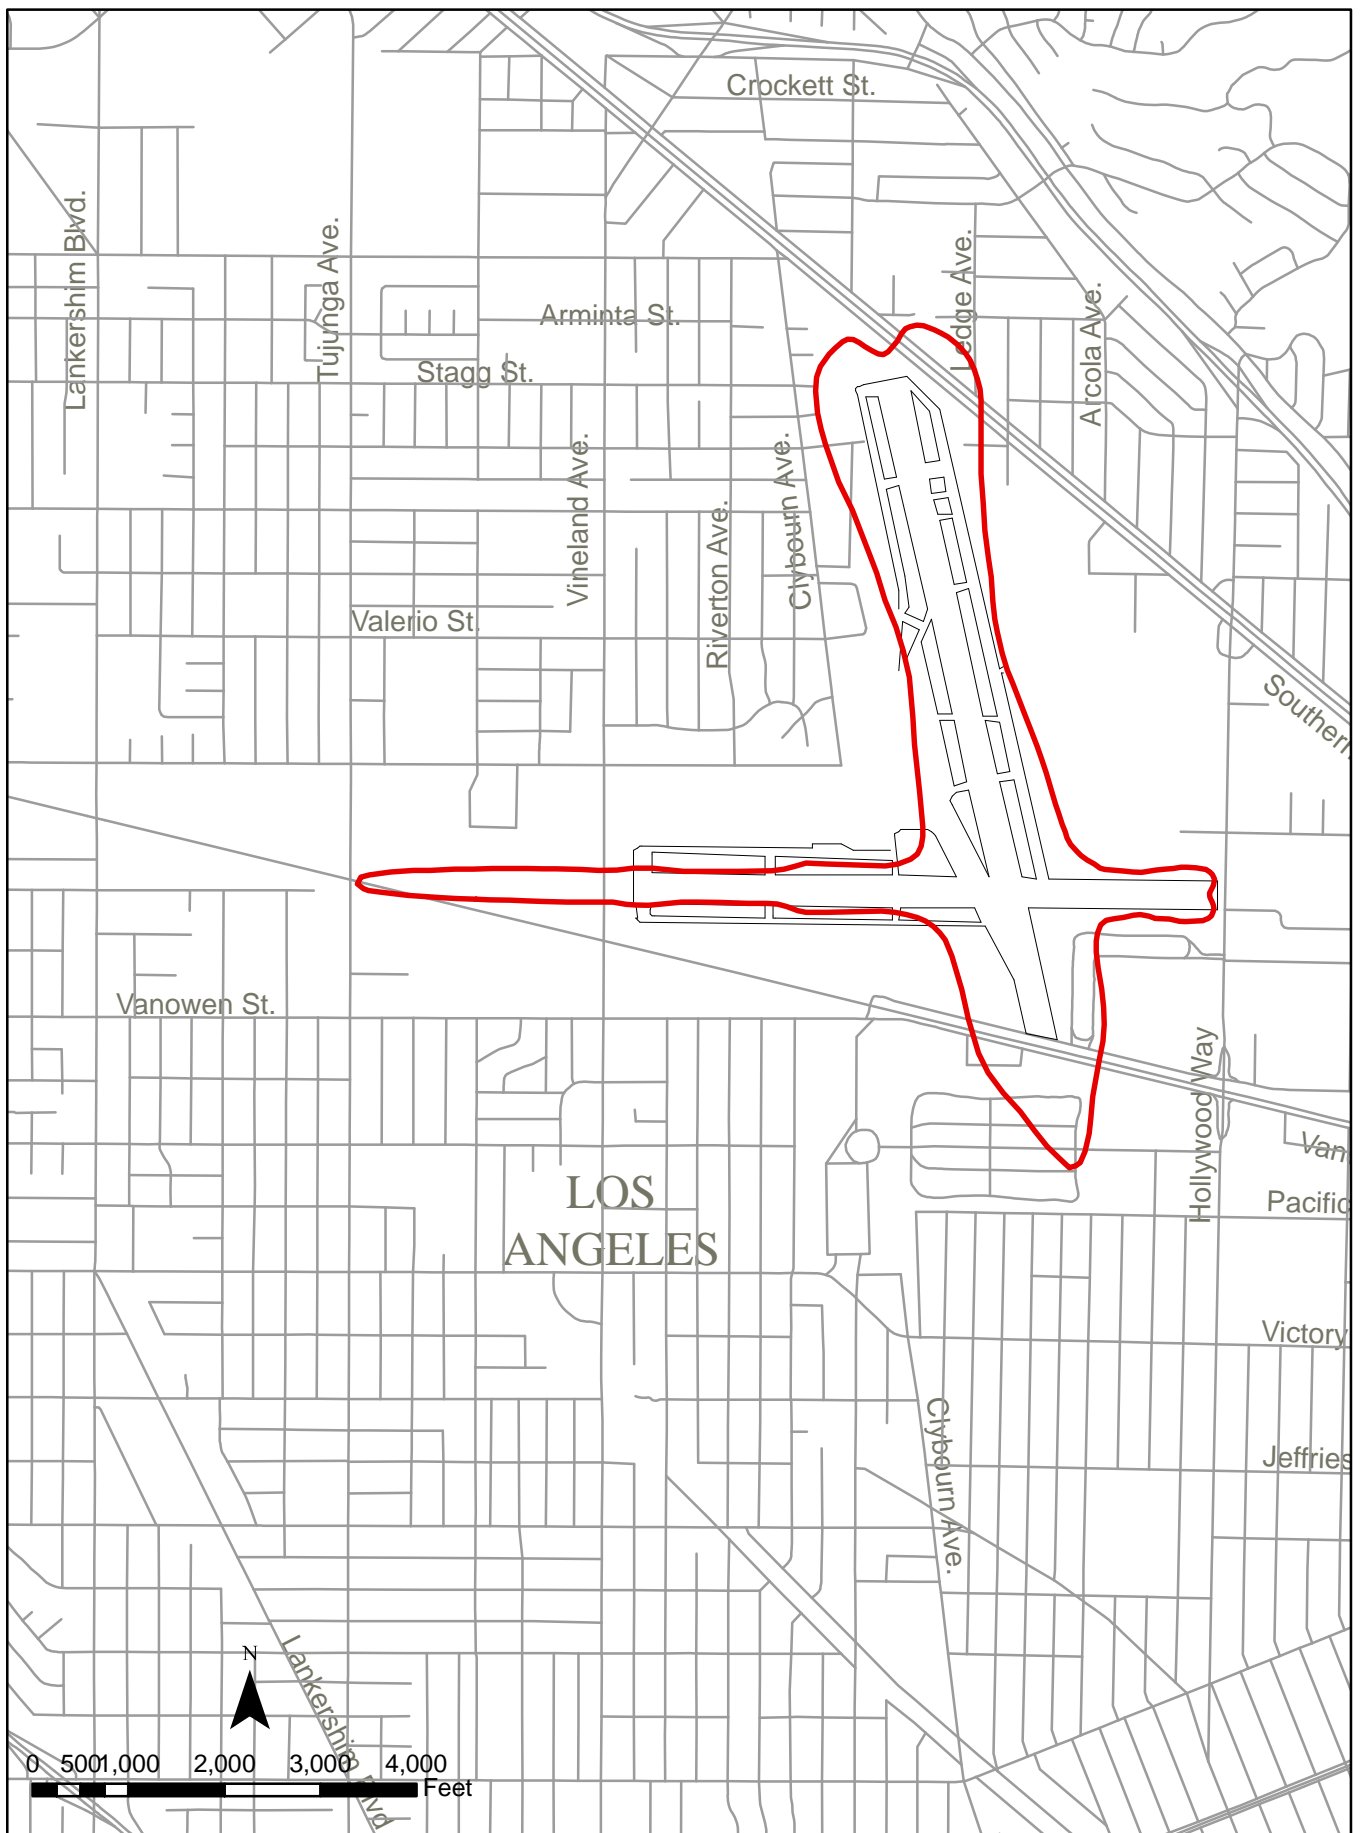 Crockett St.
Lankershim Blvd.
Tujunga Ave.
Ledge Ave.
Arcola Ave.
Arminta St.
Stagg St.
Vineland Ave.
Clybourn Ave.
Riverton Ave.
Valerio St.
Southern
Vanowen St.
Hollywood Way
Van
LOS
ANGELES
Pacific
Victory
Clybourn Ave.
Jeffries
N
Lankershim Blvd
0 500 1,000 2,000 3,000 4,000
Feet